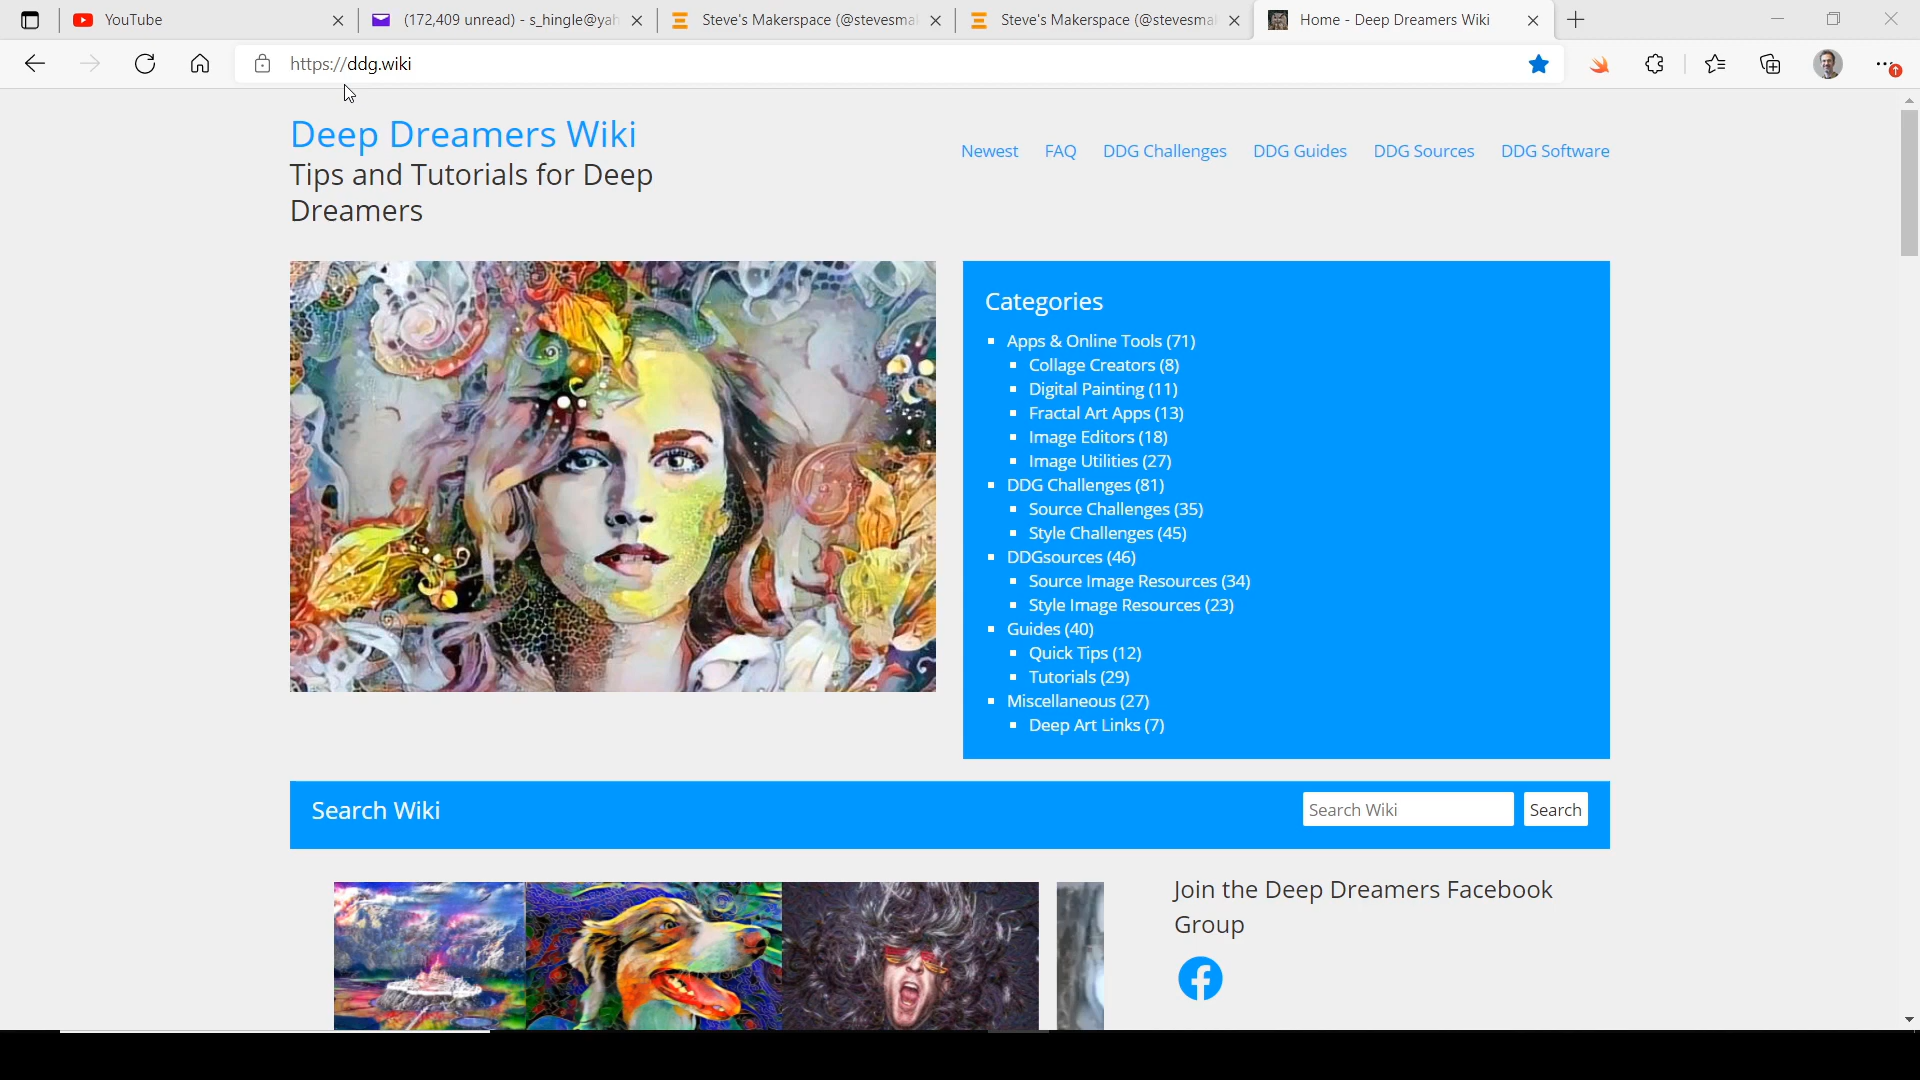 YouTube
(172,409 unread) - s_hingle@yah
Steve's Makerspace (@stevesmal
Steve's Makerspace (@stevesmal
Home - Deep Dreamers Wiki
https://ddg.wiki
Deep Dreamers Wiki
Tips and Tutorials for Deep
Dreamers
Newest FAQ DDG Challenges DDG Guides DDG Sources DDG Software
Categories
Apps & Online Tools (71)
Collage Creators (8)
Digital Painting (11)
Fractal Art Apps (13)
Image Editors (18)
Image Utilities (27)
DDG Challenges (81)
Source Challenges (35)
Style Challenges (45)
DDGsources (46)
Source Image Resources (34)
Style Image Resources (23)
Guides (40)
Quick Tips (12)
Tutorials (29)
Miscellaneous (27)
Deep Art Links (7)
Search Wiki
Search Wiki
Search
Join the Deep Dreamers Facebook
Group